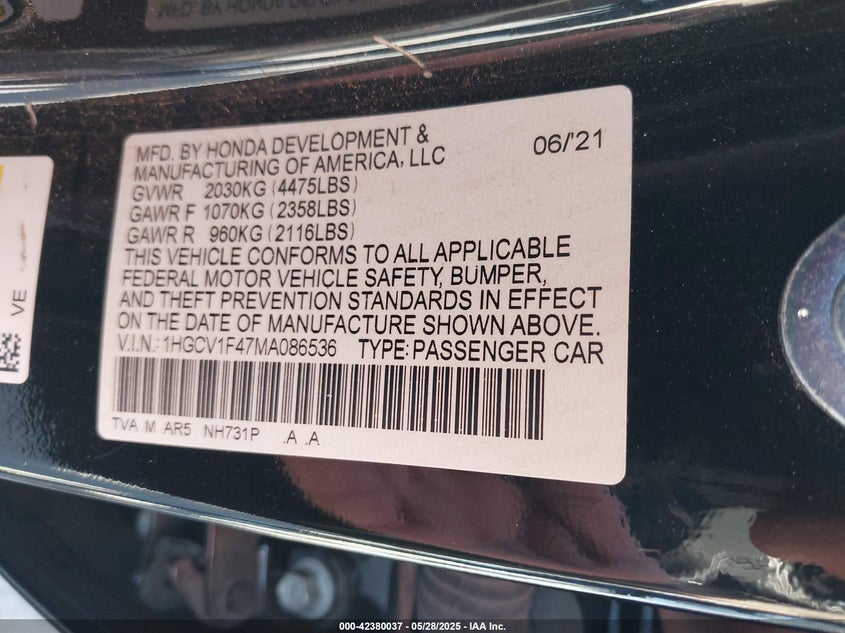 MFD. BY HONDA DEVELOPMENT &
MANUFACTURING OF AMERICA, LLC
06/'21
GVWR 2030KG (4475LBS)
GAWR F 1070KG (2358LBS)
GAWR R 960KG (2116LBS)
THIS VEHICLE CONFORMS TO ALL APPLICABLE
FEDERAL MOTOR VEHICLE SAFETY, BUMPER,
AND THEFT PREVENTION STANDARDS IN EFFECT
ON THE DATE OF MANUFACTURE SHOWN ABOVE.
V.I.N.: 1HGCV1F47MA086536 TYPE: PASSENGER CAR
TVA M AR5 NH731P .A .A
VE
000-42380037 - 05/28/2025 - IAA Inc.